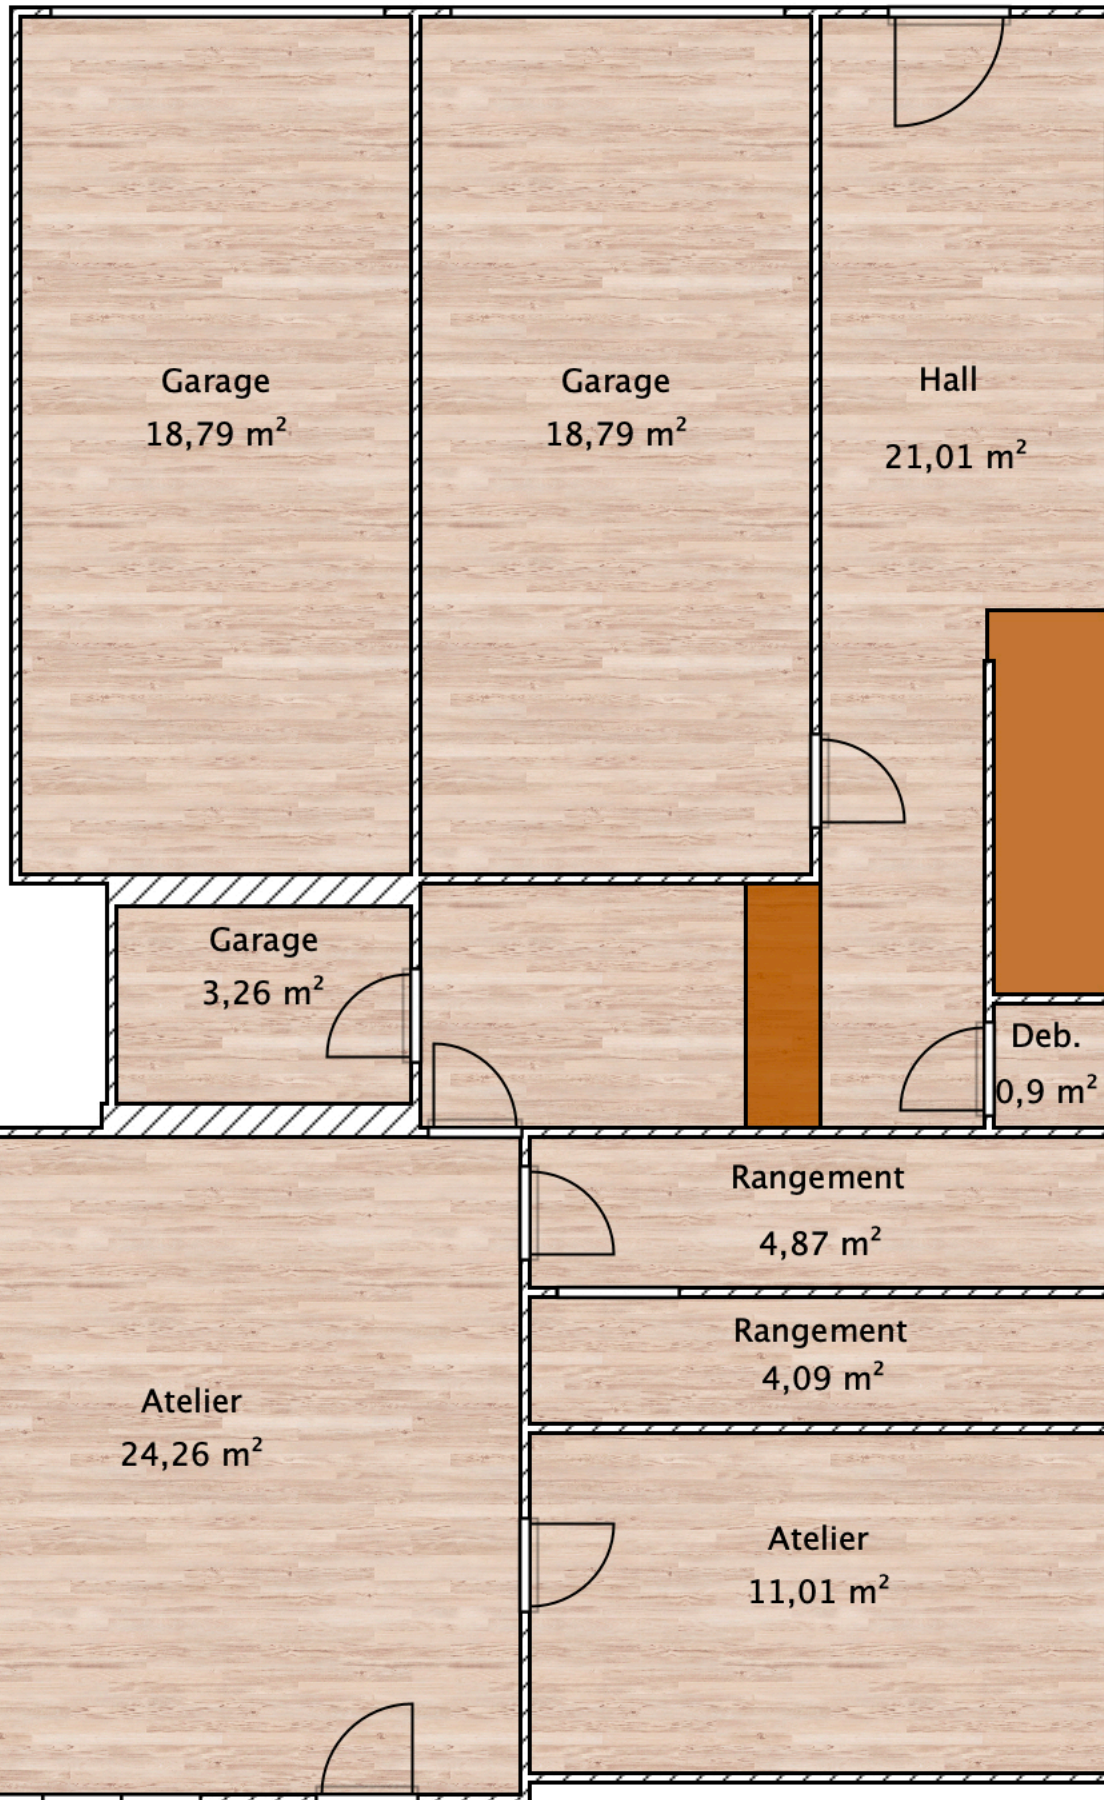 Garage
18,79 m²
Garage
18,79 m²
Hall
21,01 m²
Garage
3,26 m²
Deb.
0,9 m²
Rangement
4,87 m²
Rangement
4,09 m²
Atelier
24,26 m²
Atelier
11,01 m²